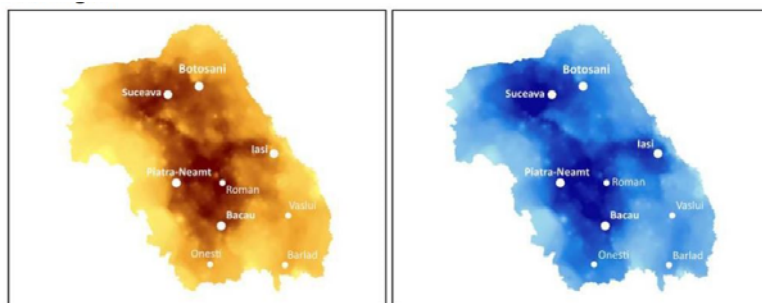 Botosani
Suceava
Iasi
Piatra-Neamt
Roman
Vaslui
Bacau
Onesti
Barlad
Botosani
Suceava
Iasi
Piatra-Neamt
Roman
Vaslui
Bacau
Onesti
Barlad